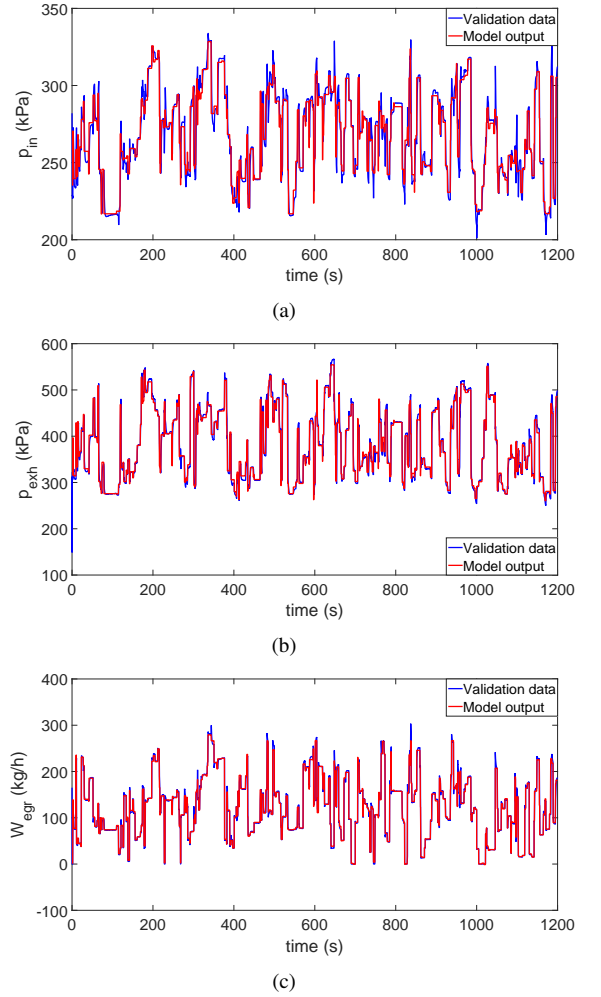 350
300
250
200
p_in (kPa)
Validation data
Model output
0 200 400 600 800 1000 1200
time (s)
(a)
600
500
400
300
200
100
p_exh (kPa)
Validation data
Model output
0 200 400 600 800 1000 1200
time (s)
(b)
400
300
200
100
0
-100
W_egr (kg/h)
Validation data
Model output
0 200 400 600 800 1000 1200
time (s)
(c)